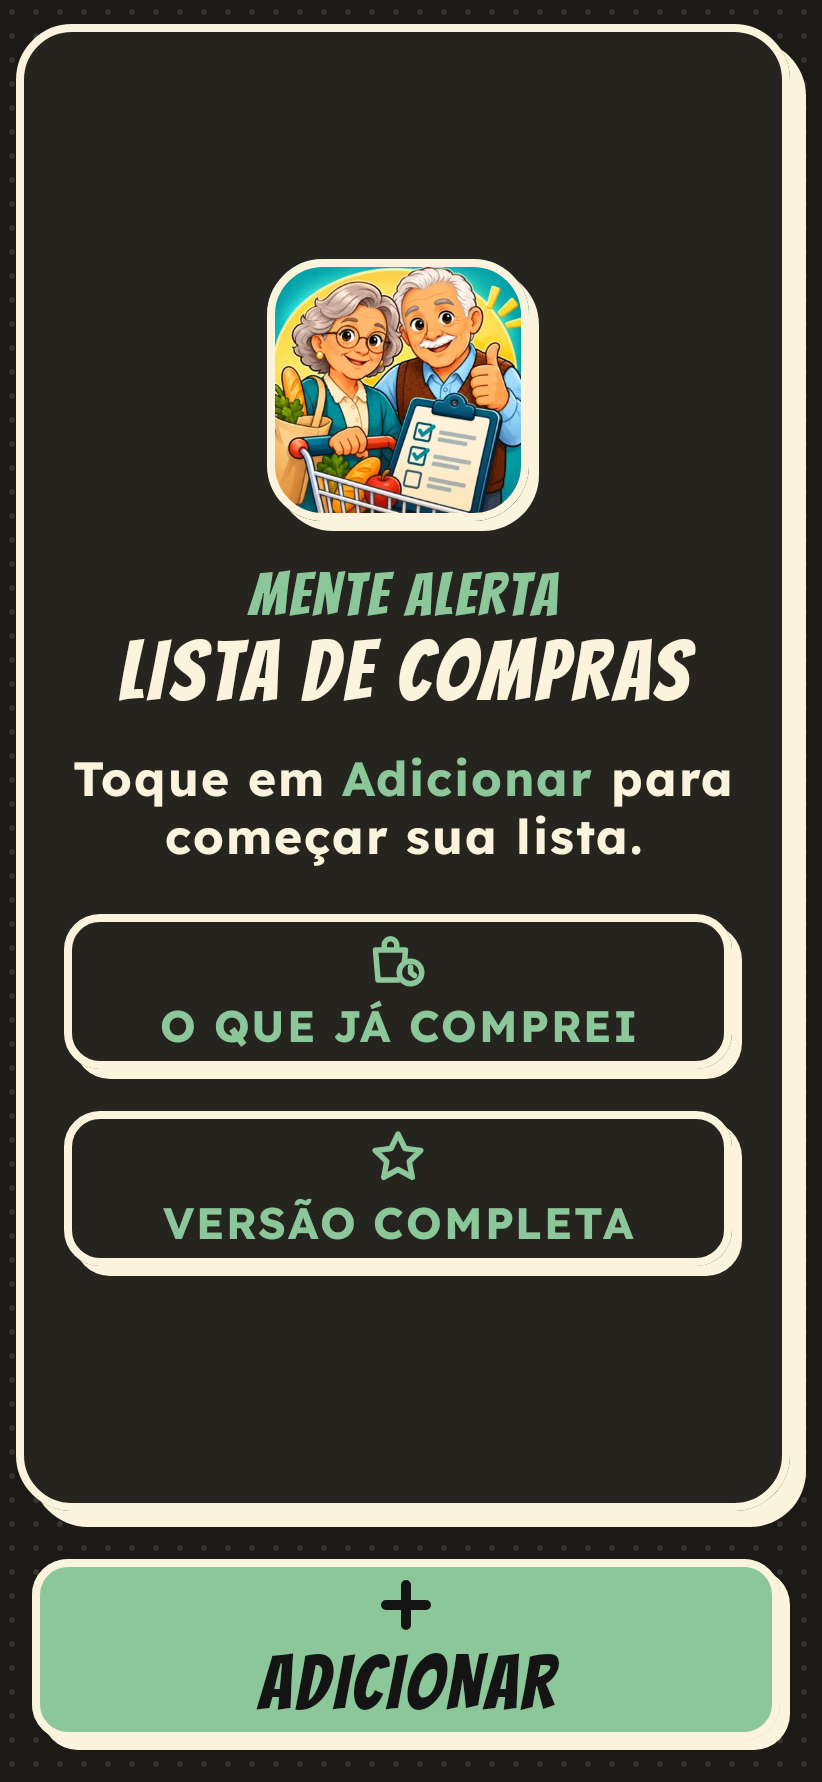 MENTE ALERTA
LISTA DE COMPRAS
Toque em Adicionar para
começar sua lista.
O QUE JÁ COMPREI
VERSÃO COMPLETA
ADICIONAR